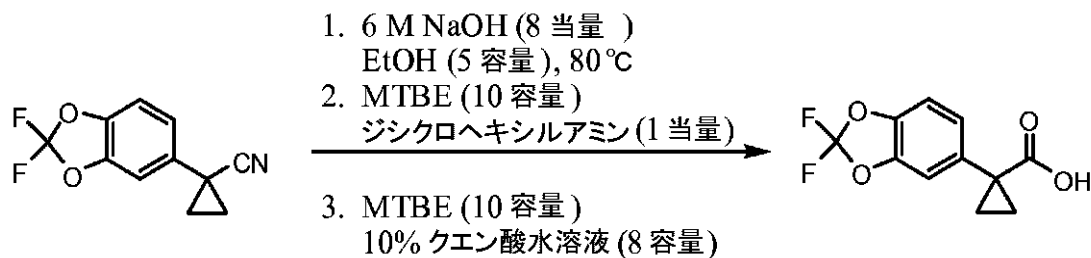 1. 6 M NaOH (8 当量 )
EtOH (5 容量), 80℃
2. MTBE (10 容量)
ジシクロヘキシルアミン (1 当量)
3. MTBE (10 容量)
10% クエン酸水溶液 (8 容量)
F
F
O
O
CN
F
F
O
O
O
OH